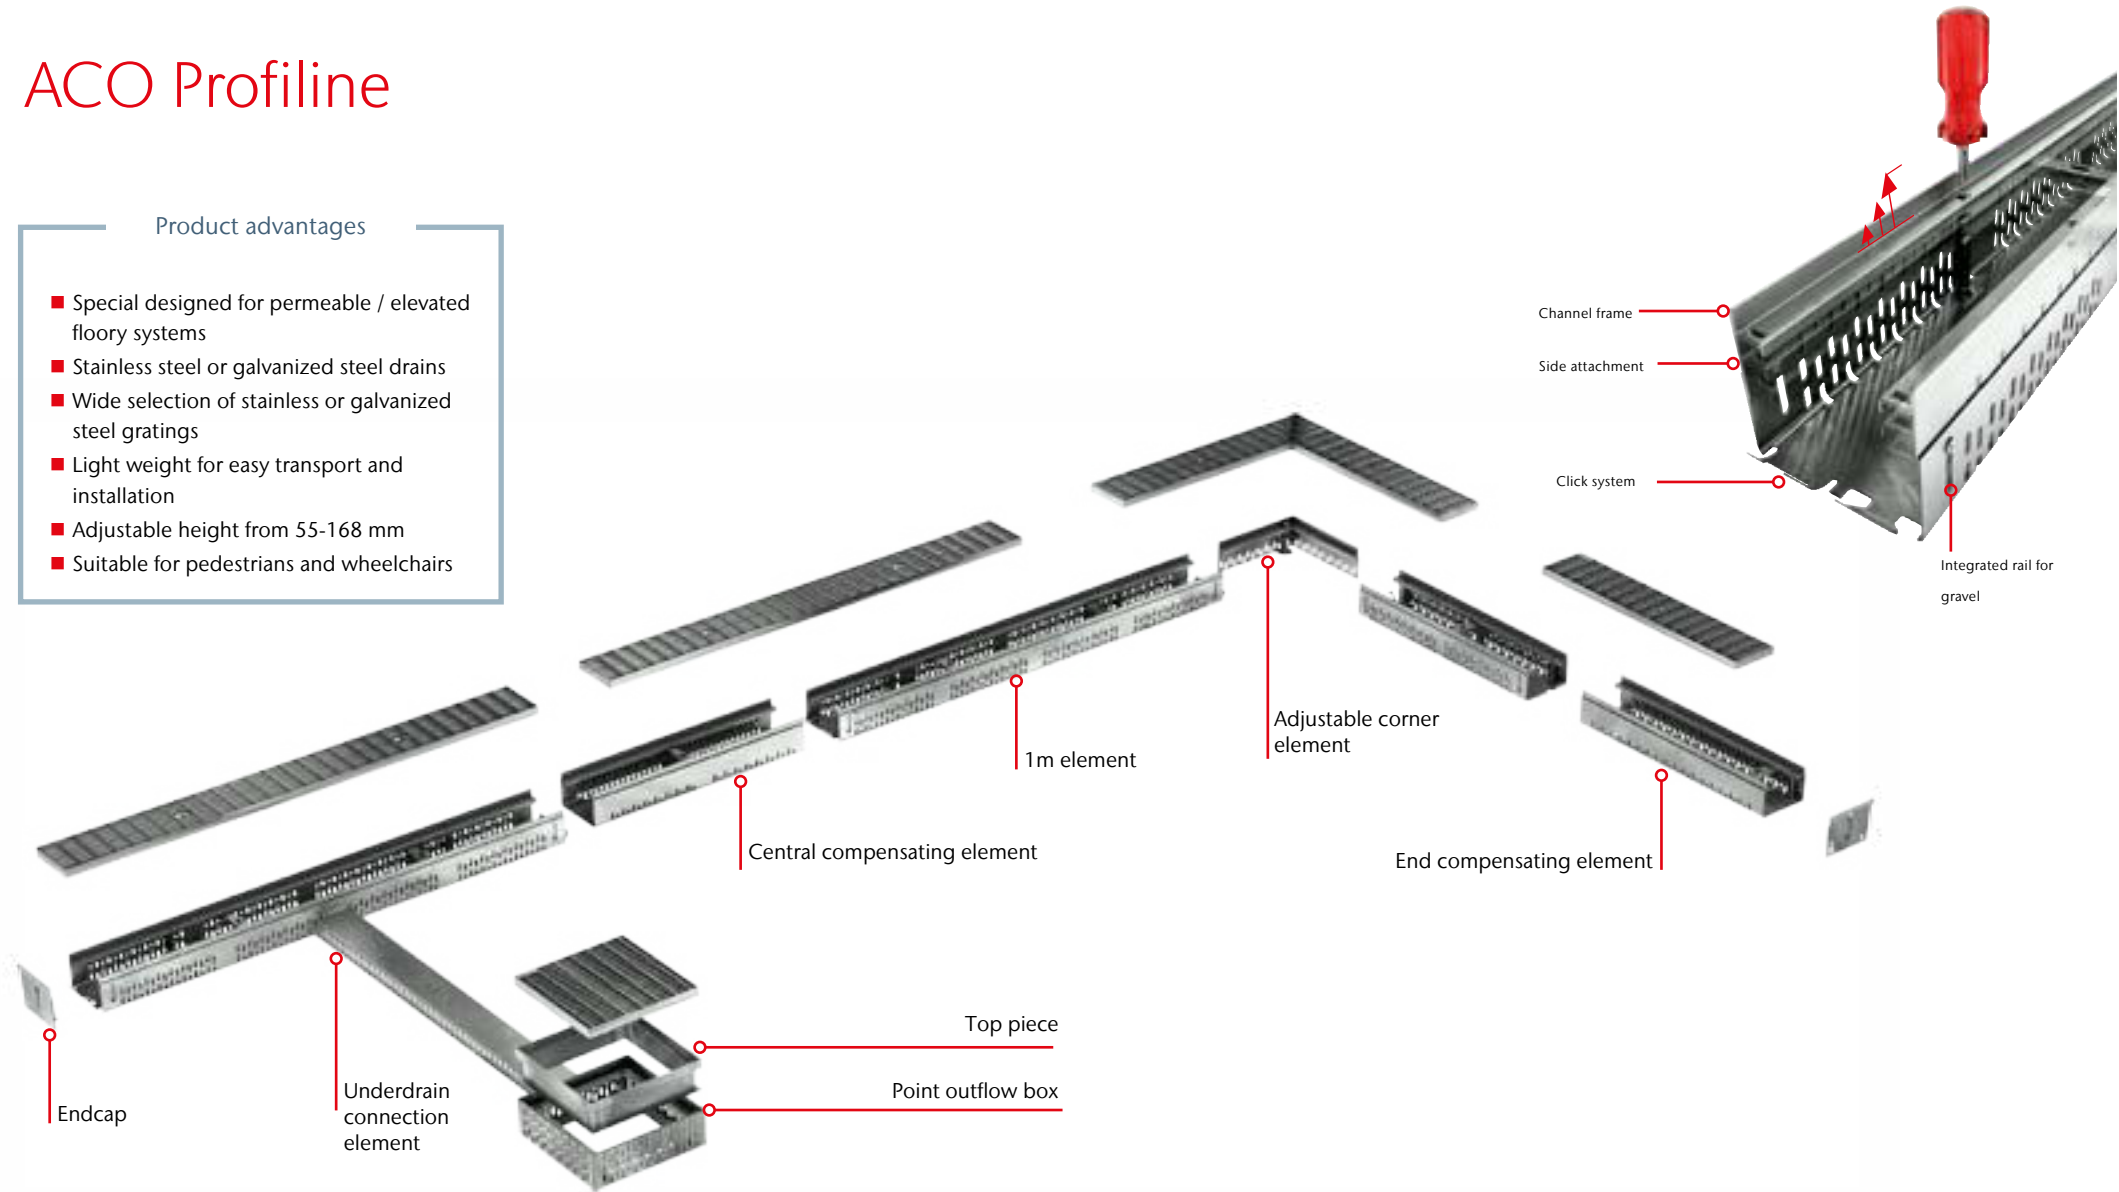 ACO Profiline
Product advantages
Special designed for permeable / elevated
floory systems
Stainless steel or galvanized steel drains
Wide selection of stainless or galvanized
steel gratings
Light weight for easy transport and
installation
Adjustable height from 55-168 mm
Suitable for pedestrians and wheelchairs
Channel frame
Side attachment
Click system
Integrated rail for
gravel
Adjustable corner
element
1m element
Central compensating element
End compensating element
Top piece
Point outflow box
Underdrain
connection
element
Endcap